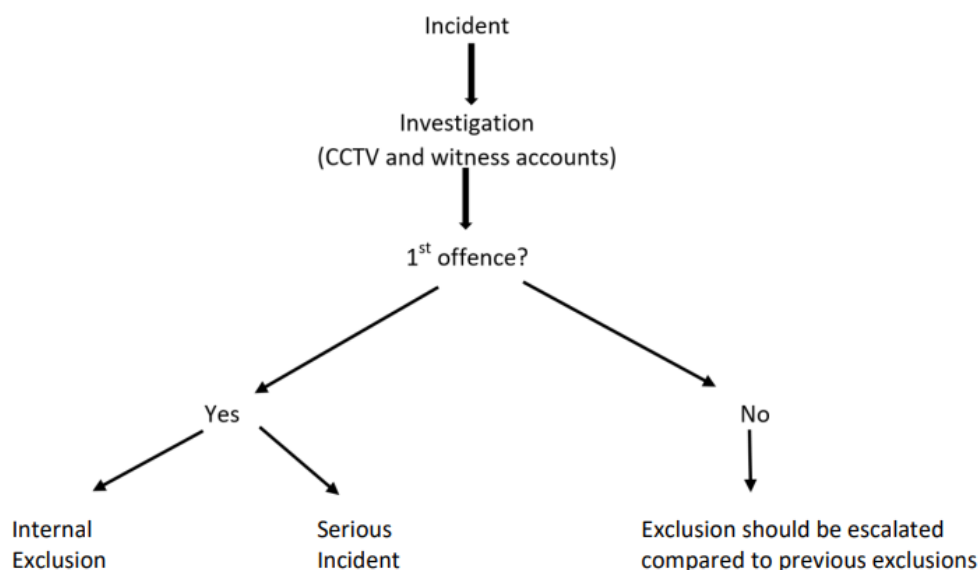 Incident
Investigation
(CCTV and witness accounts)
1st offence?
Yes
No
Internal
Exclusion
Serious
Incident
Exclusion should be escalated
compared to previous exclusions